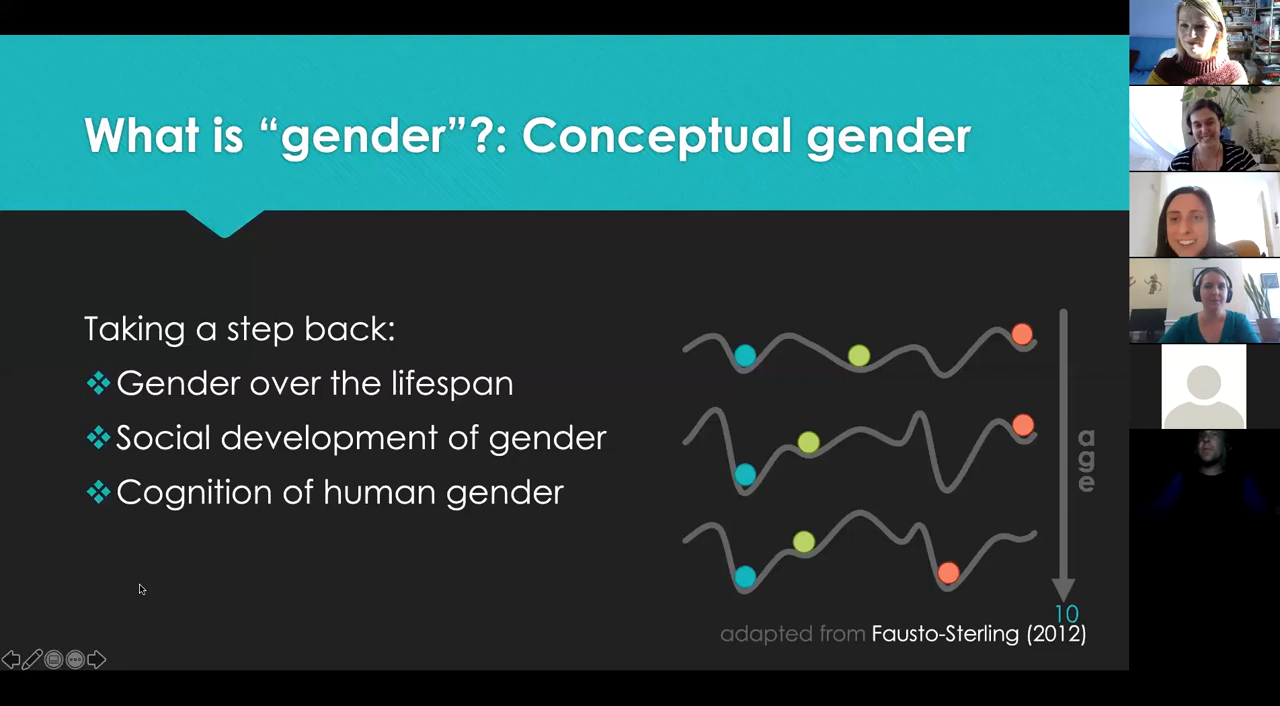 What is “gender”?: Conceptual gender
Taking a step back:
❖ Gender over the lifespan
❖ Social development of gender
❖ Cognition of human gender
age
10
adapted from Fausto-Sterling (2012)